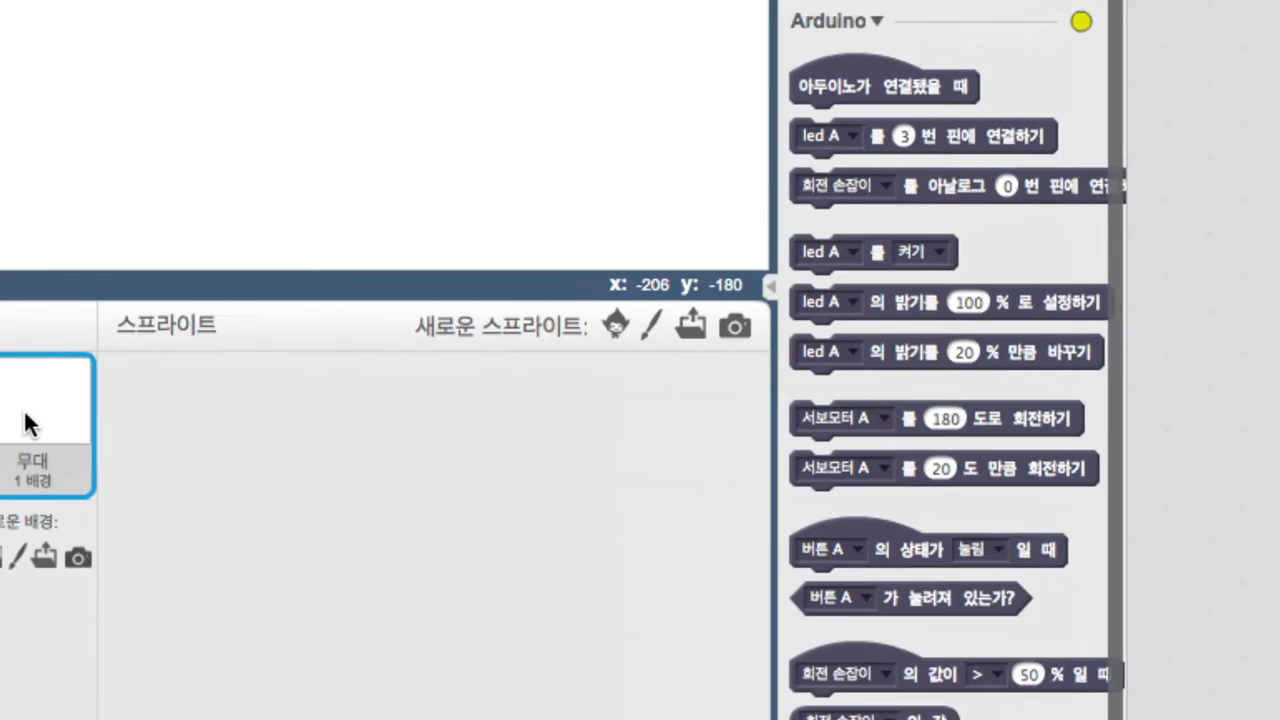 Arduino
아두이노가 연결됐을 때
led A 를 3 번 핀에 연결하기
회전 손잡이 를 아날로그 0 번 핀에
led A 를 켜기
led A 의 밝기를 100 % 로 설정하기
led A 의 밝기를 20 % 만큼 바꾸기
서보모터 A 를 180 도로 회전하기
서보모터 A 를 20 도 만큼 회전하기
버튼 A 의 상태가 눌림 일 때
버튼 A 가 눌려져 있는가?
회전 손잡이 의 값이 > 50 % 일 때
x: -206 y: -180
스프라이트 새로운 스프라이트:
무대
1 배경
배경: